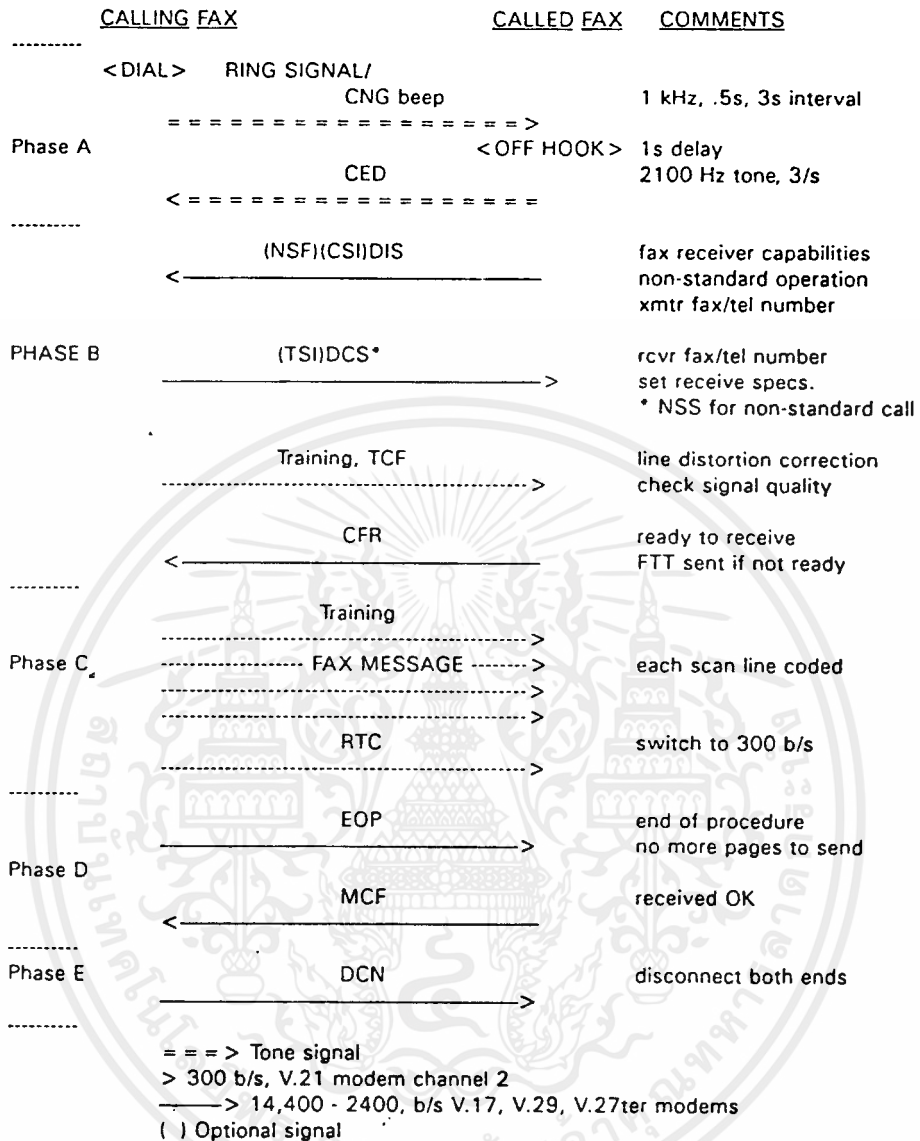 CALLING FAX CALLED FAX COMMENTS
<DIAL> RING SIGNAL/
CNG beep 1 kHz, .5s, 3s interval
= = = = = = = = = = = = = = = = = >
Phase A <OFF HOOK> 1s delay
CED 2100 Hz tone, 3/s
< = = = = = = = = = = = = = = = = =
(NSF)(CSI)DIS fax receiver capabilities
non-standard operation
xmtr fax/tel number
PHASE B (TSI)DCS* rcvr fax/tel number
set receive specs.
* NSS for non-standard call
Training, TCF line distortion correction
check signal quality
CFR ready to receive
FTT sent if not ready
Training
Phase C FAX MESSAGE each scan line coded
RTC switch to 300 b/s
EOP end of procedure
no more pages to send
Phase D
MCF received OK
Phase E DCN disconnect both ends
= = = > Tone signal
> 300 b/s, V.21 modem channel 2
———> 14,400 - 2400, b/s V.17, V.29, V.27ter modems
( ) Optional signal